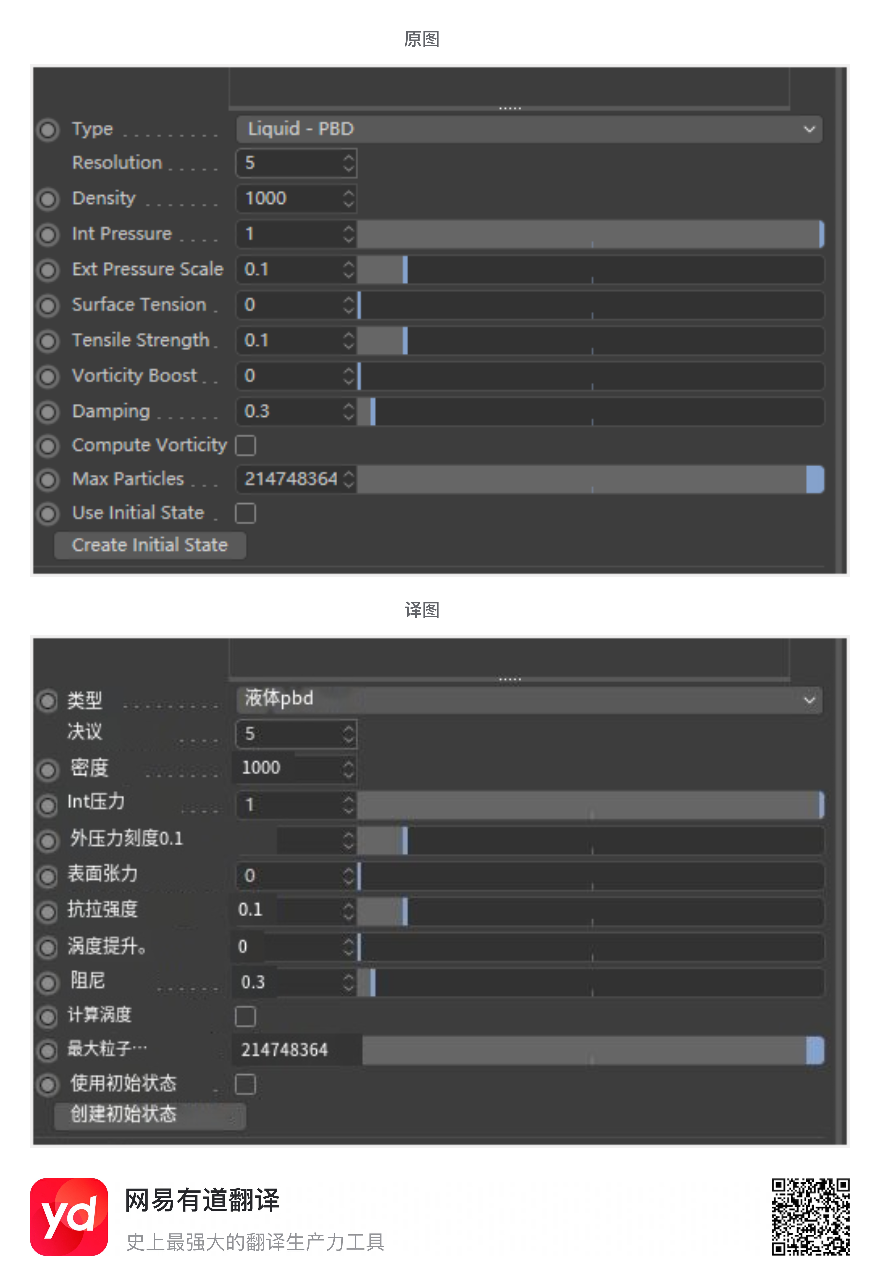 原图
Type . . . . . . . . . Liquid - PBD
Resolution . . . . . 5
Density . . . . . . . 1000
Int Pressure . . . . 1
Ext Pressure Scale 0.1
Surface Tension . 0
Tensile Strength . 0.1
Vorticity Boost . . 0
Damping . . . . . . 0.3
Compute Vorticity
Max Particles . . . 214748364
Use Initial State .
Create Initial State
译图
类型 . . . . . . . . . 液体pbd
决议 . . . . 5
密度 . . . . . . . 1000
Int压力 . . . . 1
外压力刻度0.1
表面张力 0
抗拉强度 0.1
涡度提升。 0
阻尼 . . . . . . 0.3
计算涡度
最大粒子… 214748364
使用初始状态 .
创建初始状态
yd 网易有道翻译
史上最强大的翻译生产力工具